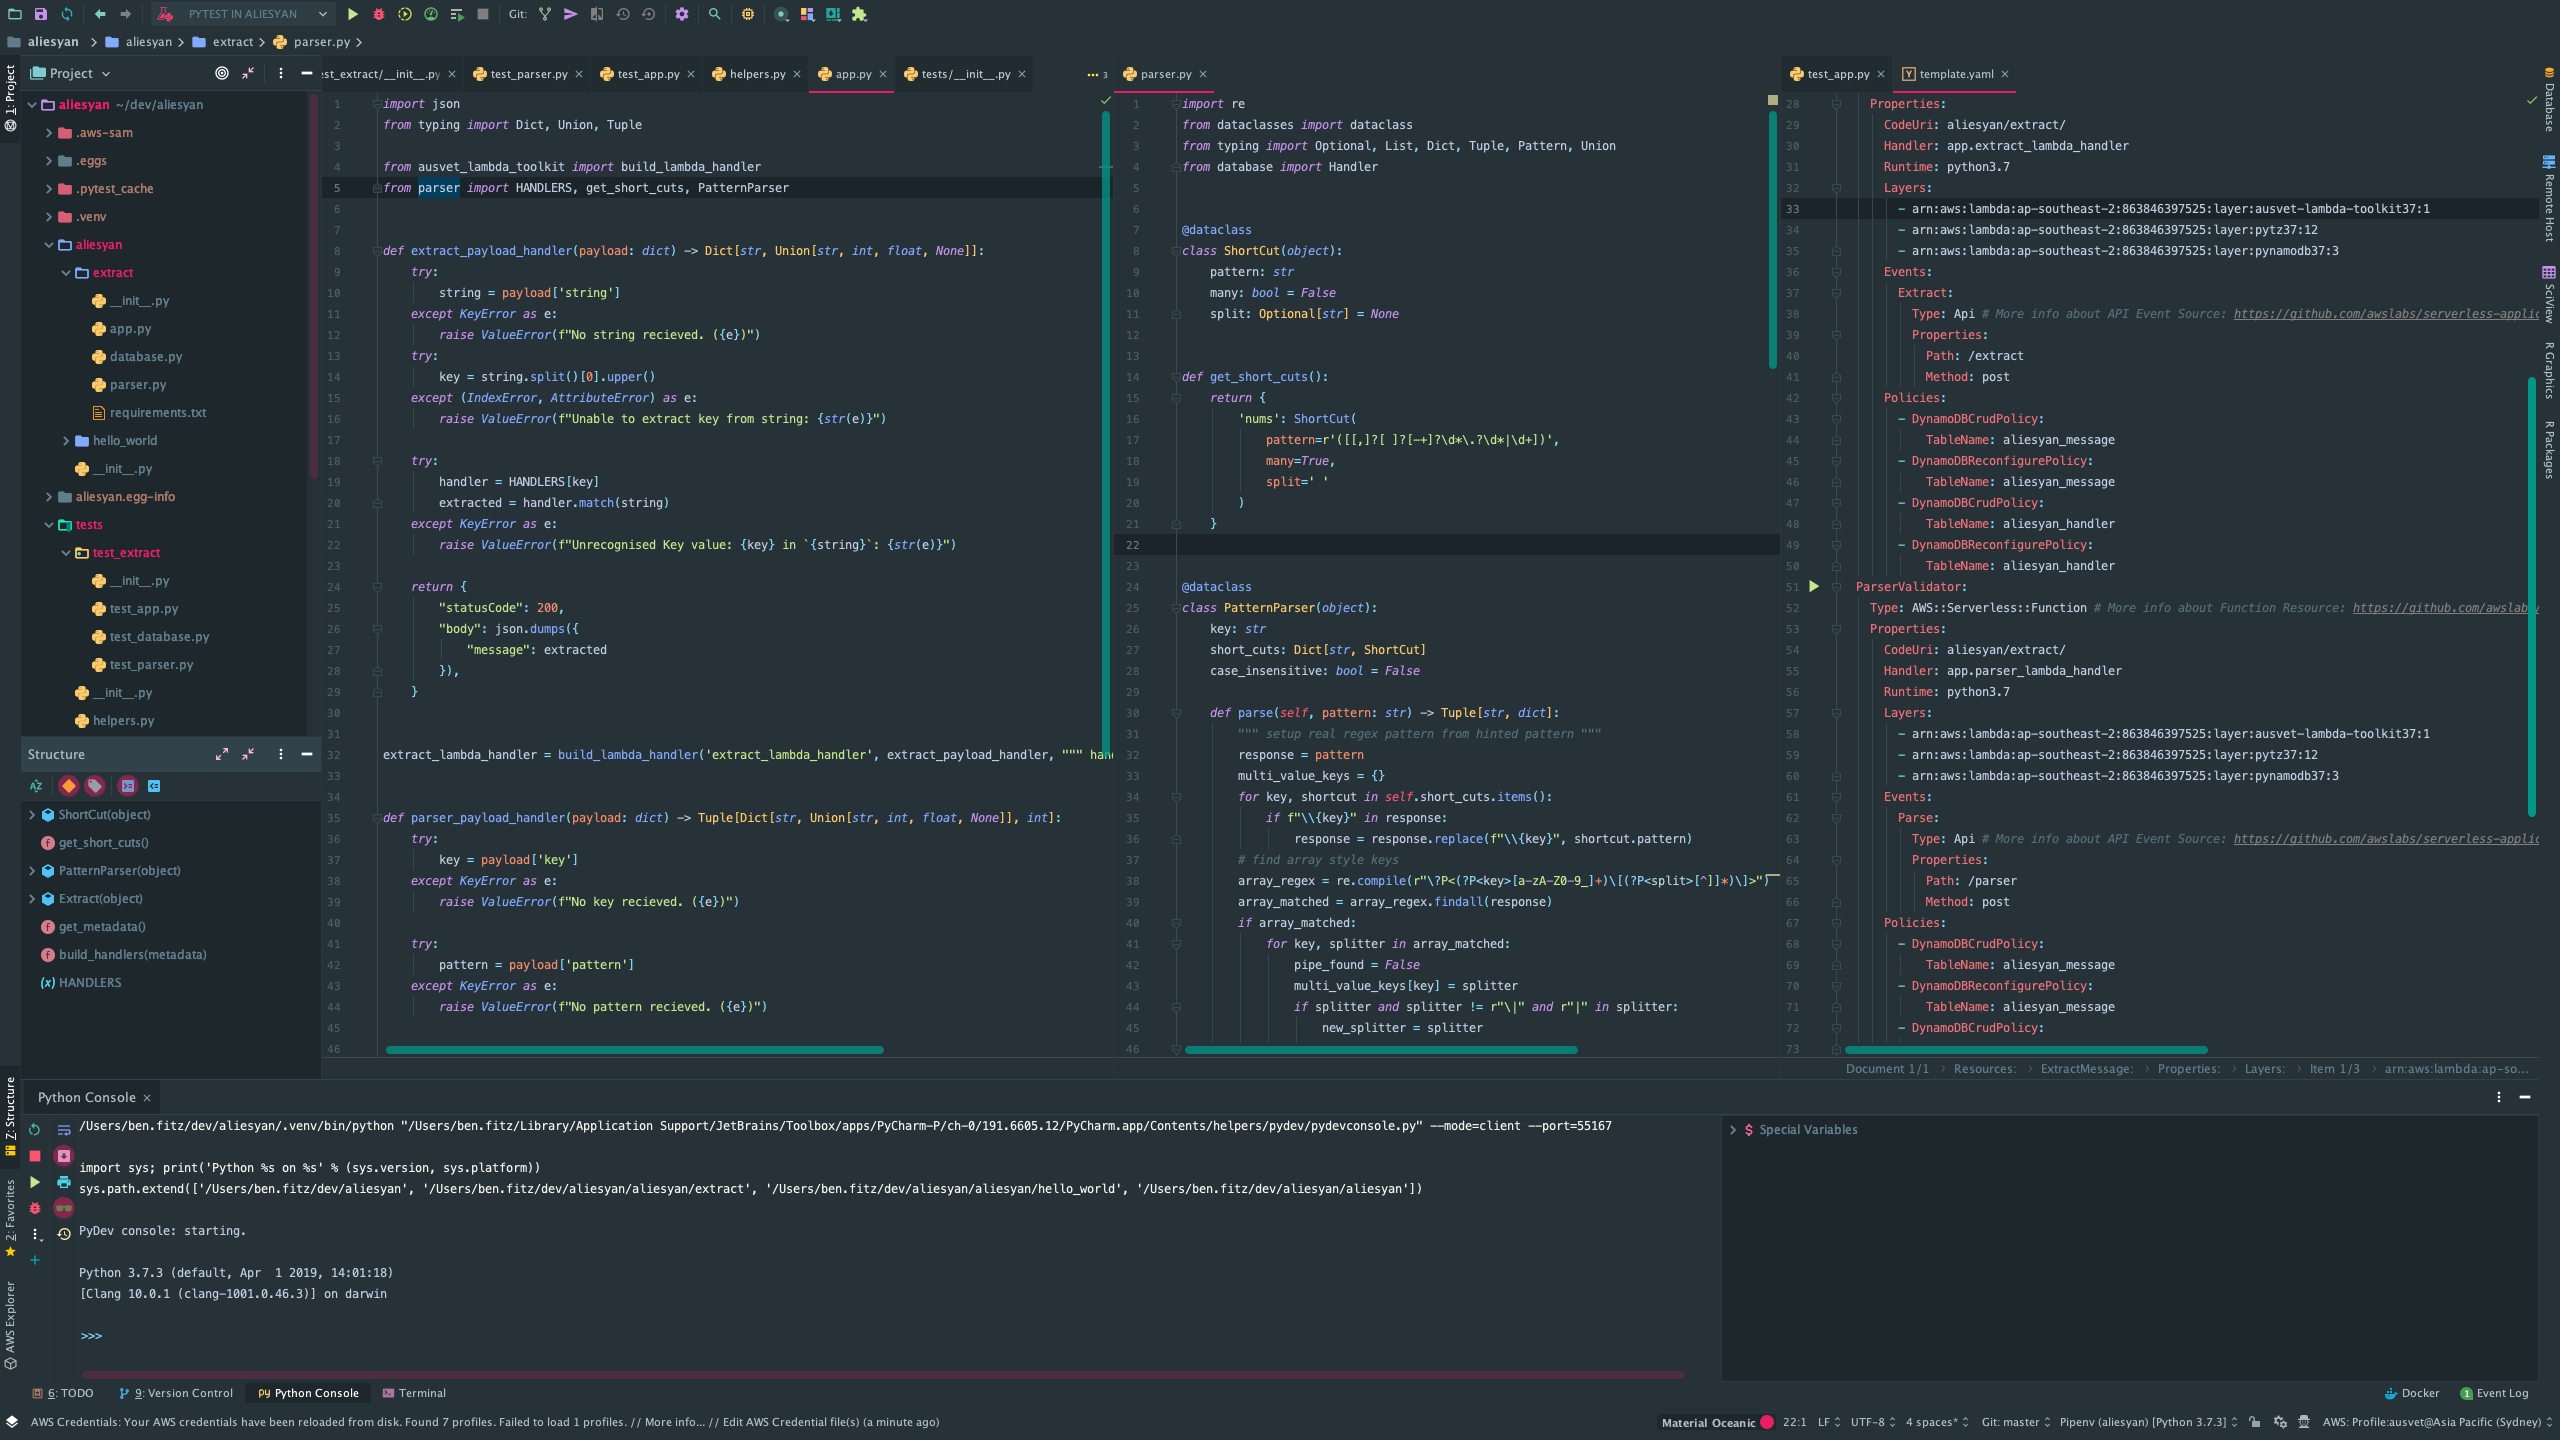 PYTEST IN ALIESYAN
Git:
aliesyan
aliesyan
extract
parser.py
1: Project
Project
aliesyan ~/dev/aliesyan
.aws-sam
.eggs
.pytest_cache
.venv
aliesyan
extract
__init__.py
app.py
database.py
parser.py
requirements.txt
hello_world
__init__.py
aliesyan.egg-info
tests
test_extract
__init__.py
test_app.py
test_database.py
test_parser.py
__init__.py
helpers.py
Structure
ShortCut(object)
get_short_cuts()
PatternParser(object)
Extract(object)
get_metadata()
build_handlers(metadata)
HANDLERS
st_extract/__init__.py
test_parser.py
test_app.py
helpers.py
app.py
tests/__init__.py
3
1 import json
2 from typing import Dict, Union, Tuple
3
4 from ausvet_lambda_toolkit import build_lambda_handler
5 from parser import HANDLERS, get_short_cuts, PatternParser
6
7
8 def extract_payload_handler(payload: dict) -> Dict[str, Union[str, int, float, None]]:
9 try:
10 string = payload['string']
11 except KeyError as e:
12 raise ValueError(f"No string recieved. ({e})")
13 try:
14 key = string.split()[0].upper()
15 except (IndexError, AttributeError) as e:
16 raise ValueError(f"Unable to extract key from string: {str(e)}")
17
18 try:
19 handler = HANDLERS[key]
20 extracted = handler.match(string)
21 except KeyError as e:
22 raise ValueError(f"Unrecognised Key value: {key} in `{string}`: {str(e)}")
23
24 return {
25 "statusCode": 200,
26 "body": json.dumps({
27 "message": extracted
28 }),
29 }
30
31
32 extract_lambda_handler = build_lambda_handler('extract_lambda_handler', extract_payload_handler, """ han
33
34
35 def parser_payload_handler(payload: dict) -> Tuple[Dict[str, Union[str, int, float, None]], int]:
36 try:
37 key = payload['key']
38 except KeyError as e:
39 raise ValueError(f"No key recieved. ({e})")
40
41 try:
42 pattern = payload['pattern']
43 except KeyError as e:
44 raise ValueError(f"No pattern recieved. ({e})")
45
46
parser.py
1 import re
2 from dataclasses import dataclass
3 from typing import Optional, List, Dict, Tuple, Pattern, Union
4 from database import Handler
5
6
7 @dataclass
8 class ShortCut(object):
9 pattern: str
10 many: bool = False
11 split: Optional[str] = None
12
13
14 def get_short_cuts():
15 return {
16 'nums': ShortCut(
17 pattern=r'([[,]?[ ]?[-+]?\d*\.?\d*|\d+])',
18 many=True,
19 split=' '
20 )
21 }
22
23
24 @dataclass
25 class PatternParser(object):
26 key: str
27 short_cuts: Dict[str, ShortCut]
28 case_insensitive: bool = False
29
30 def parse(self, pattern: str) -> Tuple[str, dict]:
31 """ setup real regex pattern from hinted pattern """
32 response = pattern
33 multi_value_keys = {}
34 for key, shortcut in self.short_cuts.items():
35 if f"\\{key}" in response:
36 response = response.replace(f"\\{key}", shortcut.pattern)
37 # find array style keys
38 array_regex = re.compile(r"\?P<(?P<key>[a-zA-Z0-9_]+)\[(?P<split>[^]]*)\]>")
39 array_matched = array_regex.findall(response)
40 if array_matched:
41 for key, splitter in array_matched:
42 pipe_found = False
43 multi_value_keys[key] = splitter
44 if splitter and splitter != r"\|" and r"|" in splitter:
45 new_splitter = splitter
46
test_app.py
template.yaml
28 Properties:
29 CodeUri: aliesyan/extract/
30 Handler: app.extract_lambda_handler
31 Runtime: python3.7
32 Layers:
33 - arn:aws:lambda:ap-southeast-2:863846397525:layer:ausvet-lambda-toolkit37:1
34 - arn:aws:lambda:ap-southeast-2:863846397525:layer:pytz37:12
35 - arn:aws:lambda:ap-southeast-2:863846397525:layer:pynamodb37:3
36 Events:
37 Extract:
38 Type: Api # More info about API Event Source: https://github.com/awslabs/serverless-applic
39 Properties:
40 Path: /extract
41 Method: post
42 Policies:
43 - DynamoDBCrudPolicy:
44 TableName: aliesyan_message
45 - DynamoDBReconfigurePolicy:
46 TableName: aliesyan_message
47 - DynamoDBCrudPolicy:
48 TableName: aliesyan_handler
49 - DynamoDBReconfigurePolicy:
50 TableName: aliesyan_handler
51 ParserValidator:
52 Type: AWS::Serverless::Function # More info about Function Resource: https://github.com/awslab
53 Properties:
54 CodeUri: aliesyan/extract/
55 Handler: app.parser_lambda_handler
56 Runtime: python3.7
57 Layers:
58 - arn:aws:lambda:ap-southeast-2:863846397525:layer:ausvet-lambda-toolkit37:1
59 - arn:aws:lambda:ap-southeast-2:863846397525:layer:pytz37:12
60 - arn:aws:lambda:ap-southeast-2:863846397525:layer:pynamodb37:3
61 Events:
62 Parse:
63 Type: Api # More info about API Event Source: https://github.com/awslabs/serverless-applic
64 Properties:
65 Path: /parser
66 Method: post
67 Policies:
68 - DynamoDBCrudPolicy:
69 TableName: aliesyan_message
70 - DynamoDBReconfigurePolicy:
71 TableName: aliesyan_message
72 - DynamoDBCrudPolicy:
73
Document 1/1 › Resources: › ExtractMessage: › Properties: › Layers: › Item 1/3 › arn:aws:lambda:ap-so...
Database
Remote Host
SciView
R Graphics
R Packages
Z: Structure
2: Favorites
AWS Explorer
Python Console
/Users/ben.fitz/dev/aliesyan/.venv/bin/python "/Users/ben.fitz/Library/Application Support/JetBrains/Toolbox/apps/PyCharm-P/ch-0/191.6605.12/PyCharm.app/Contents/helpers/pydev/pydevconsole.py" --mode=client --port=55167
import sys; print('Python %s on %s' % (sys.version, sys.platform))
sys.path.extend(['/Users/ben.fitz/dev/aliesyan', '/Users/ben.fitz/dev/aliesyan/aliesyan/extract', '/Users/ben.fitz/dev/aliesyan/aliesyan/hello_world', '/Users/ben.fitz/dev/aliesyan/aliesyan'])
PyDev console: starting.
Python 3.7.3 (default, Apr  1 2019, 14:01:18)
[Clang 10.0.1 (clang-1001.0.46.3)] on darwin
>>>
Special Variables
6: TODO
9: Version Control
Python Console
Terminal
Docker
1 Event Log
AWS Credentials: Your AWS credentials have been reloaded from disk. Found 7 profiles. Failed to load 1 profiles. // More info... // Edit AWS Credential file(s) (a minute ago)
Material Oceanic
22:1
LF
UTF-8
4 spaces*
Git: master
Pipenv (aliesyan) [Python 3.7.3]
AWS: Profile:ausvet@Asia Pacific (Sydney)